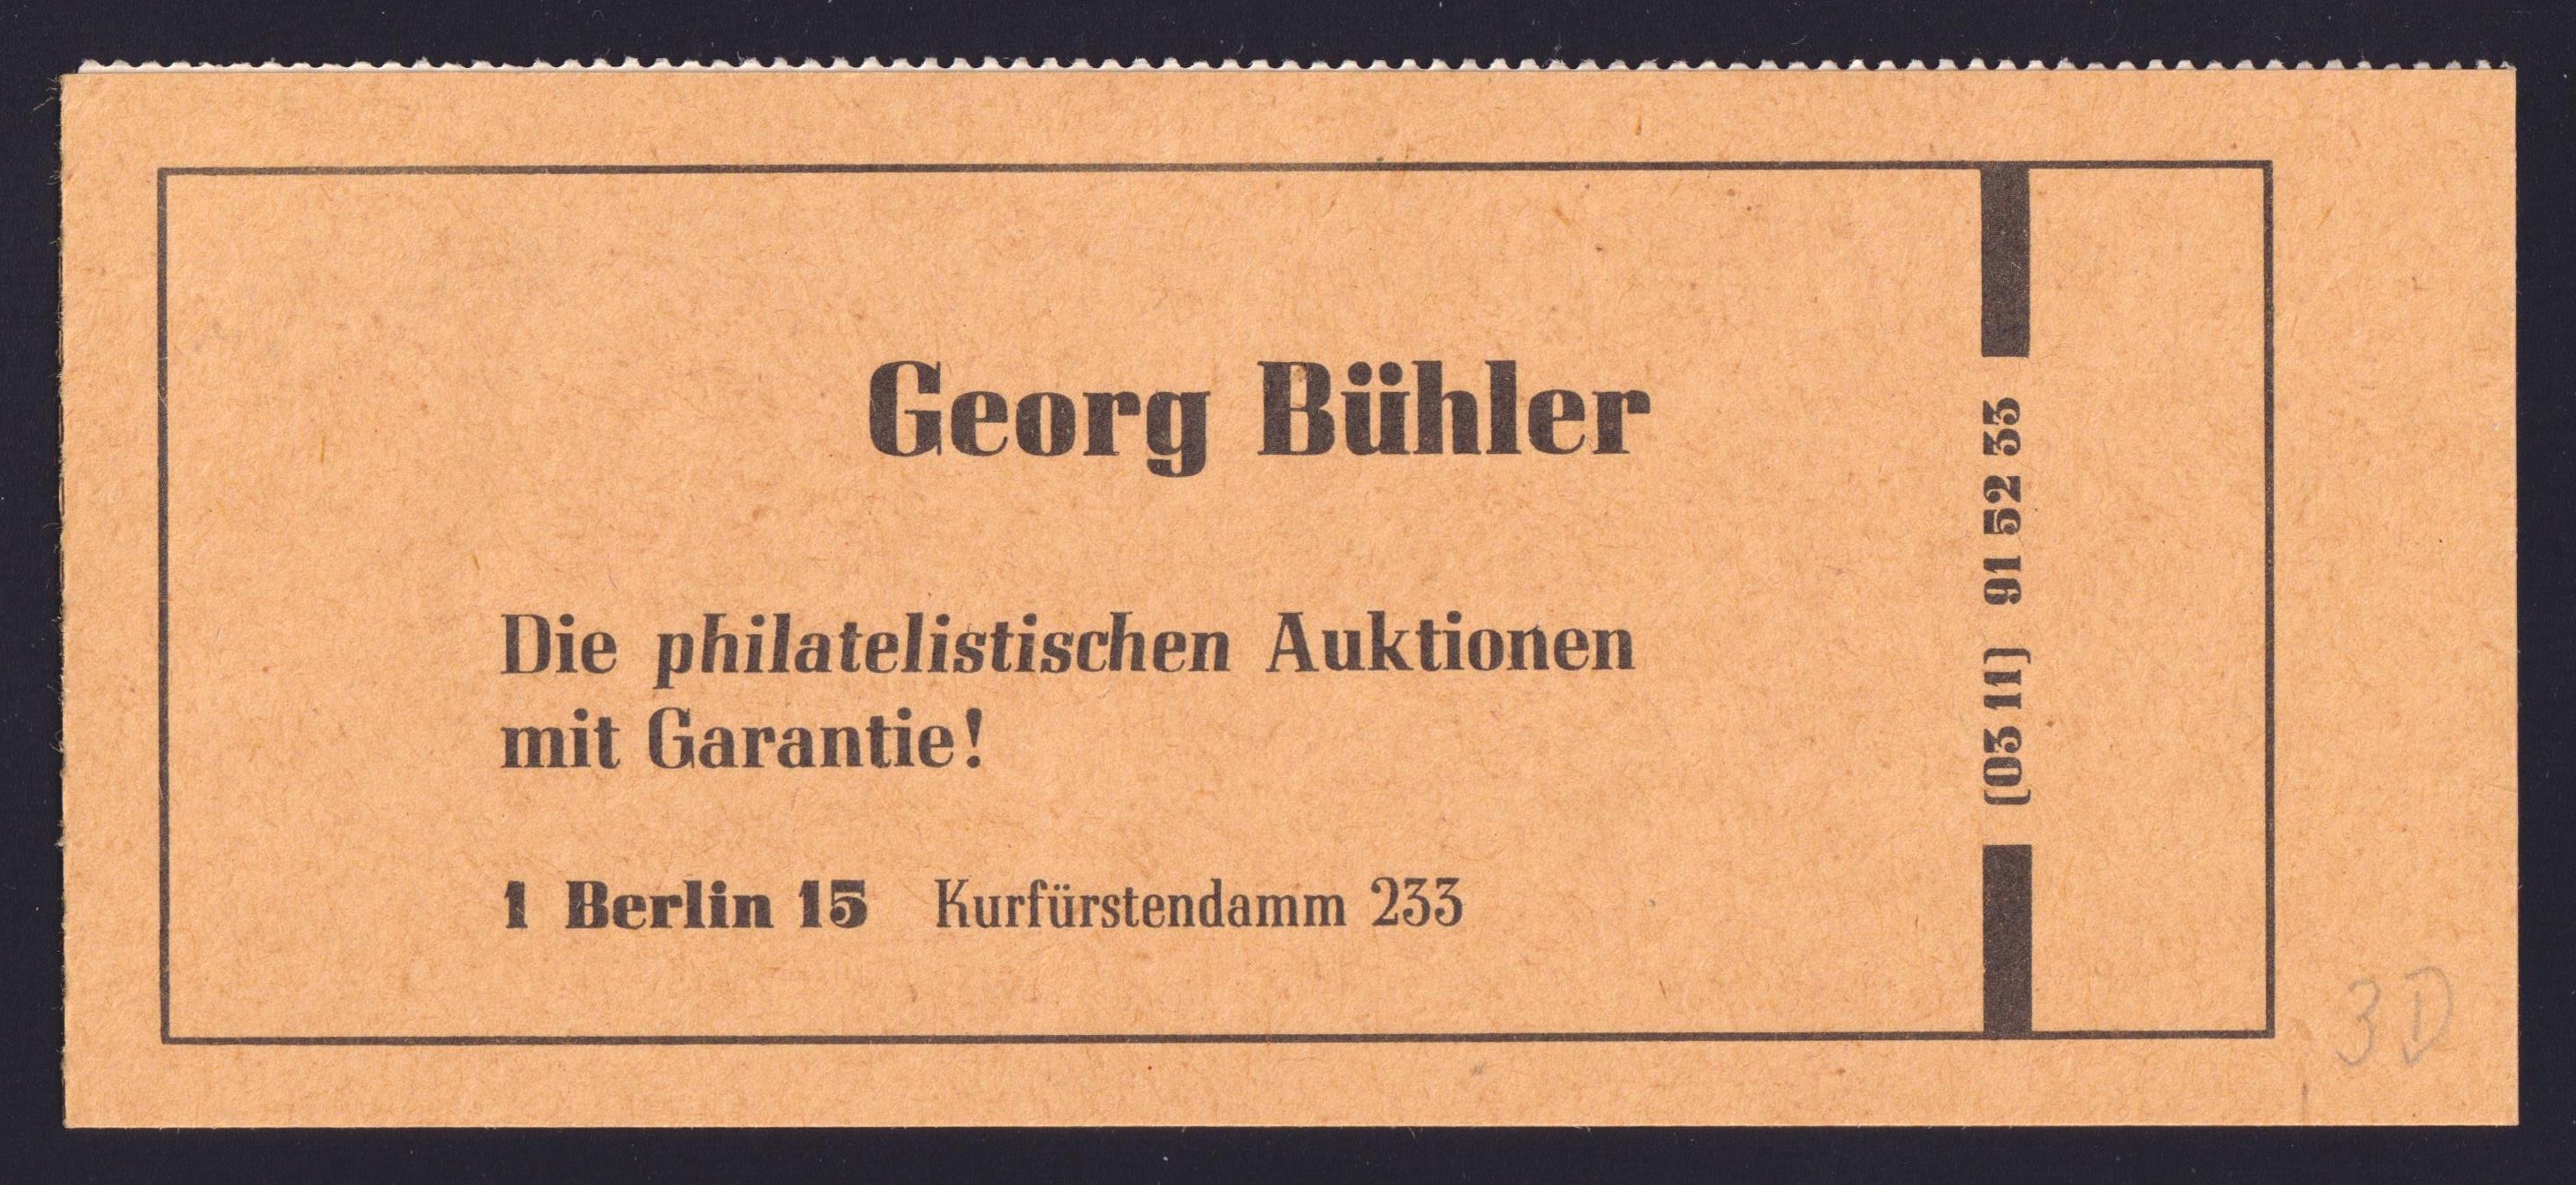 Georg Bühler
Die philatelistischen Auktionen
mit Garantie!
1 Berlin 15 Kurfürstendamm 233
(03 11) 91 52 33
3D